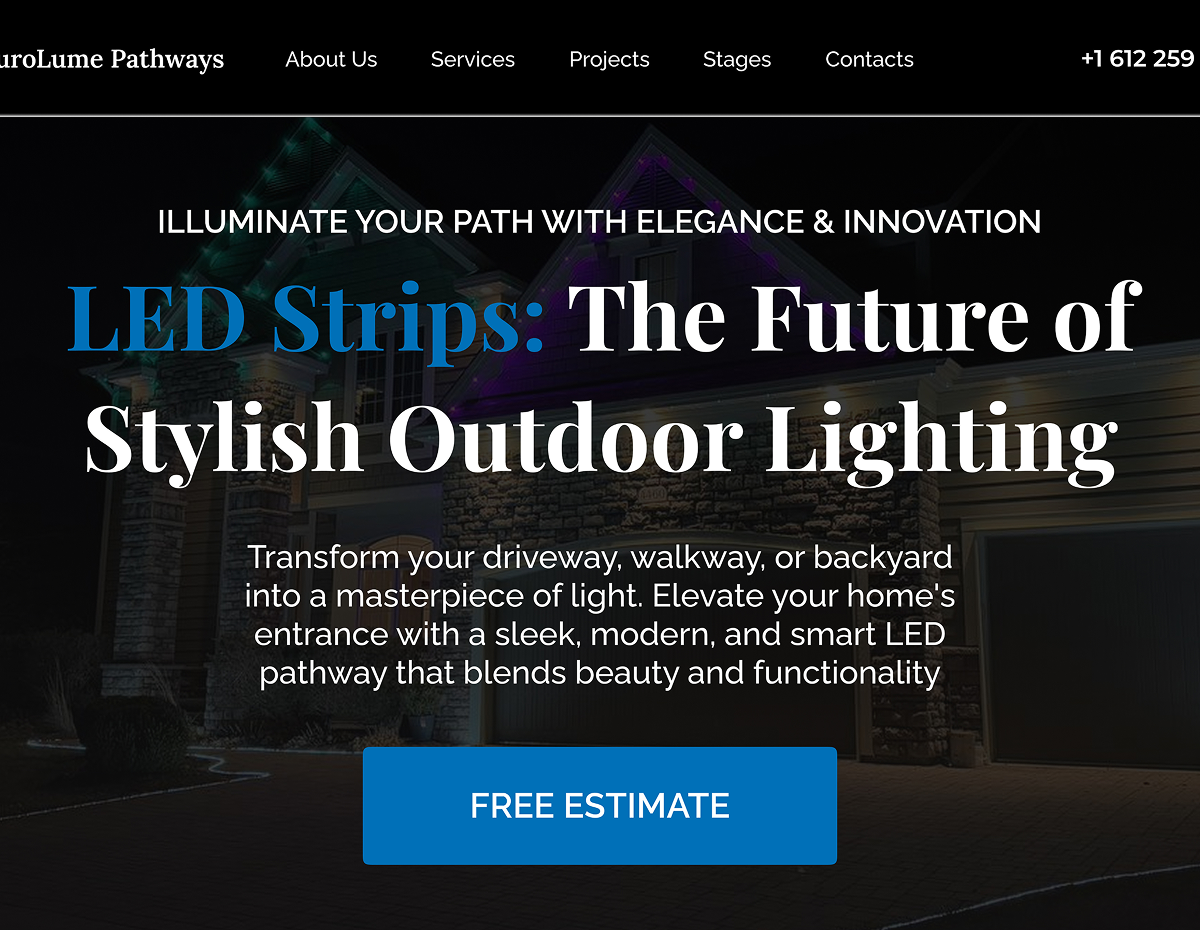 uroLume Pathways About Us Services Projects Stages Contacts +1 612 259
ILLUMINATE YOUR PATH WITH ELEGANCE & INNOVATION
LED Strips: The Future of
Stylish Outdoor Lighting
Transform your driveway, walkway, or backyard
into a masterpiece of light. Elevate your home's
entrance with a sleek, modern, and smart LED
pathway that blends beauty and functionality
FREE ESTIMATE